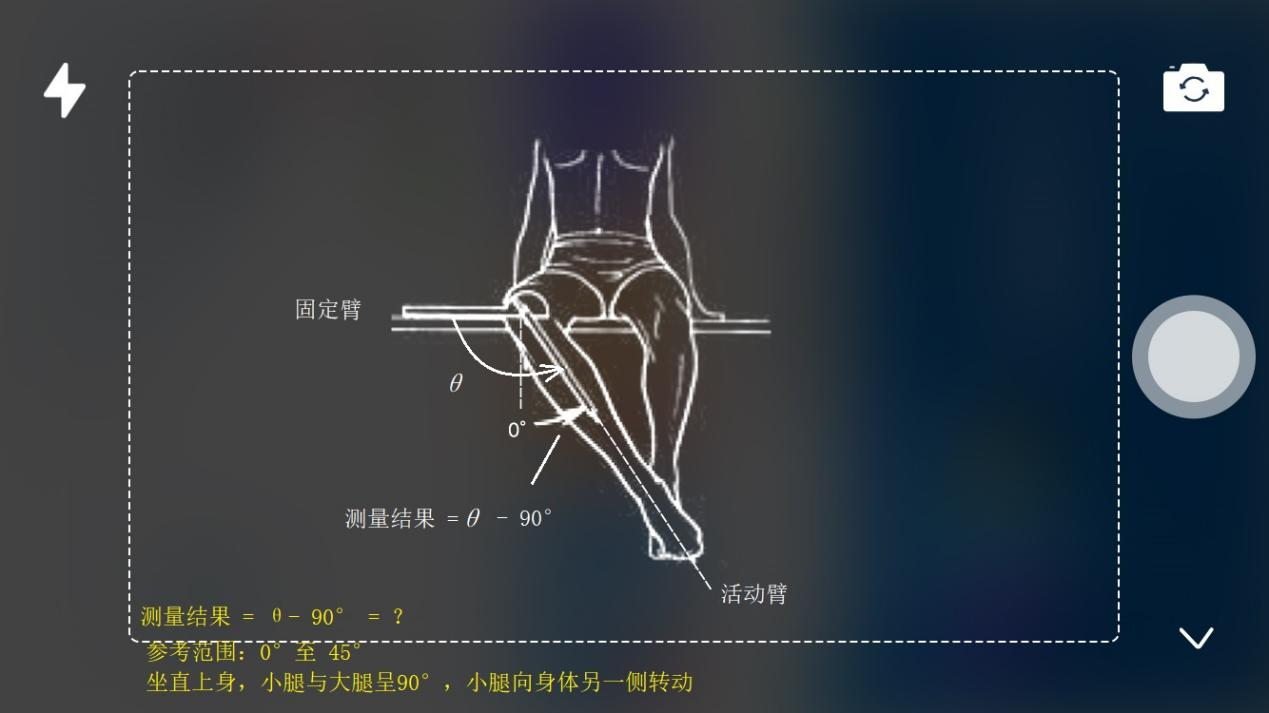 固定臂
θ
0°
测量结果 = θ - 90°
活动臂
测量结果 = θ - 90° = ?
参考范围: 0° 至 45°
坐直上身, 小腿与大腿呈90° , 小腿向身体另一侧转动